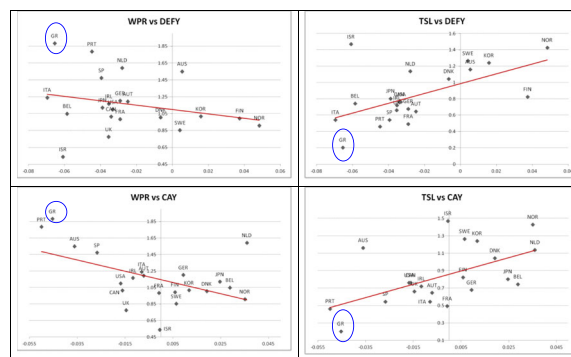 WPR vs DEFY
GR
PRT
NLD
AUS
SP
ITA
BEL
GER
AUT
FRA
UK
ISR
DNK
SWE
KOR
FIN
NOR
1.85
1.65
1.45
1.25
1.05
0.85
0.65
0.45
-0.08 -0.06 -0.04 -0.02 0 0.02 0.04 0.06
TSL vs DEFY
ISR
NOR
SWE
KOR
AUS
NLD
DNK
FIN
BEL
JPN
ITA
PRT
SP
FRA
AUT
GR
1.6
1.4
1.2
1
0.8
0.6
0.4
0.2
0
-0.08 -0.06 -0.04 -0.02 0 0.02 0.04 0.06
WPR vs CAY
GR
PRT
AUS
SP
NLD
ITA
AUT
IRL
USA
CAN
UK
GER
JPN
BEL
DNK
KOR
FIN
FRA
SWE
NOR
ISR
1.85
1.65
1.45
1.25
1.05
0.85
0.65
0.45
-0.055 -0.035 -0.015 0.005 0.025 0.045
TSL vs CAY
ISR
NOR
SWE
KOR
NLD
AUS
DNK
FIN
JPN
BEL
GER
IRL
AUT
ITA
SP
PRT
FRA
GR
1.5
1.3
1.1
0.9
0.7
0.5
0.3
0.1
-0.055 -0.035 -0.015 0.005 0.025 0.045